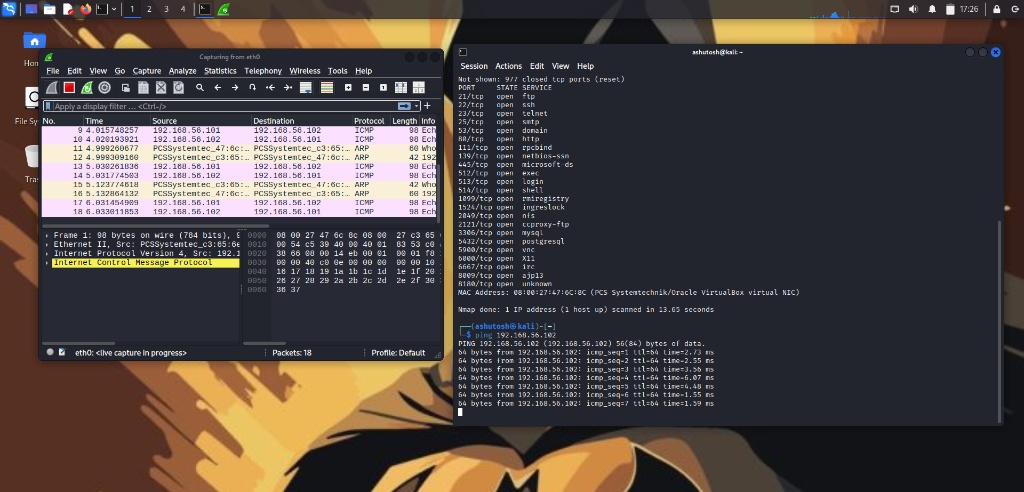 1 2 3 4
17:26
Hom
File Sy
Tras
Capturing from eth0
File Edit View Go Capture Analyze Statistics Telephony Wireless Tools Help
Apply a display filter ... <Ctrl-/>
No. Time Source Destination Protocol Length Info
9 4.015748257 192.168.56.101 192.168.56.102 ICMP 98 Ech
10 4.020193921 192.168.56.102 192.168.56.101 ICMP 98 Ech
11 4.999260677 PCSSystemtec_47:6c:… PCSSystemtec_c3:65:… ARP 60 Who
12 4.999309160 PCSSystemtec_c3:65:… PCSSystemtec_47:6c:… ARP 42 192
13 5.030261836 192.168.56.101 192.168.56.102 ICMP 98 Ech
14 5.031774503 192.168.56.102 192.168.56.101 ICMP 98 Ech
15 5.123774618 PCSSystemtec_c3:65:… PCSSystemtec_47:6c:… ARP 42 Who
16 5.132864132 PCSSystemtec_47:6c:… PCSSystemtec_c3:65:… ARP 60 192
17 6.031454909 192.168.56.101 192.168.56.102 ICMP 98 Ech
18 6.033011853 192.168.56.102 192.168.56.101 ICMP 98 Ech
Frame 1: 98 bytes on wire (784 bits), 9
Ethernet II, Src: PCSSystemtec_c3:65:6e
Internet Protocol Version 4, Src: 192.1
Internet Control Message Protocol
0000 08 00 27 47 6c 8c 08 00 27 c3 65
0010 00 54 c5 39 40 00 40 01 83 53 c0
0020 38 66 08 00 14 eb 00 01 00 01 f8
0030 00 00 40 c0 0e 00 00 00 00 00 10
0040 16 17 18 19 1a 1b 1c 1d 1e 1f 20
0050 26 27 28 29 2a 2b 2c 2d 2e 2f 30
0060 36 37
eth0: <live capture in progress> Packets: 18 Profile: Default
ashutosh@kali: ~
Session Actions Edit View Help
Not shown: 977 closed tcp ports (reset)
PORT STATE SERVICE
21/tcp open ftp
22/tcp open ssh
23/tcp open telnet
25/tcp open smtp
53/tcp open domain
80/tcp open http
111/tcp open rpcbind
139/tcp open netbios-ssn
445/tcp open microsoft-ds
512/tcp open exec
513/tcp open login
514/tcp open shell
1099/tcp open rmiregistry
1524/tcp open ingreslock
2049/tcp open nfs
2121/tcp open ccproxy-ftp
3306/tcp open mysql
5432/tcp open postgresql
5900/tcp open vnc
6000/tcp open X11
6667/tcp open irc
8009/tcp open ajp13
8180/tcp open unknown
MAC Address: 08:00:27:47:6C:8C (PCS Systemtechnik/Oracle VirtualBox virtual NIC)
Nmap done: 1 IP address (1 host up) scanned in 13.65 seconds
┌──(ashutosh㉿kali)-[~]
└─$ ping 192.168.56.102
PING 192.168.56.102 (192.168.56.102) 56(84) bytes of data.
64 bytes from 192.168.56.102: icmp_seq=1 ttl=64 time=2.73 ms
64 bytes from 192.168.56.102: icmp_seq=2 ttl=64 time=2.55 ms
64 bytes from 192.168.56.102: icmp_seq=3 ttl=64 time=3.56 ms
64 bytes from 192.168.56.102: icmp_seq=4 ttl=64 time=6.07 ms
64 bytes from 192.168.56.102: icmp_seq=5 ttl=64 time=4.48 ms
64 bytes from 192.168.56.102: icmp_seq=6 ttl=64 time=1.55 ms
64 bytes from 192.168.56.102: icmp_seq=7 ttl=64 time=1.59 ms